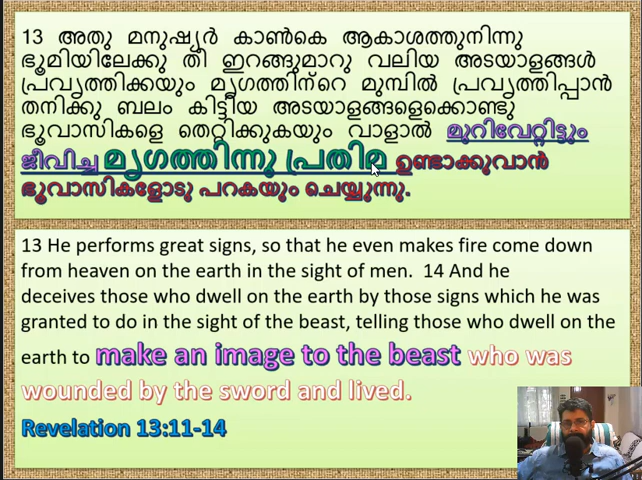 13 അതു മനുഷ്യർ കാൺകെ ആകാശത്തുനിന്നു
ഭൂമിയിലേക്കു തീ ഇറങ്ങുമാറു വലിയ അടയാളങ്ങൾ
പ്രവൃത്തിക്കയും മൃഗത്തിന്റെ മുമ്പിൽ പ്രവൃത്തിപ്പാൻ
തനിക്കു ബലം കിട്ടിയ അടയാളങ്ങളെക്കൊണ്ടു
ഭൂവാസികളെ തെറ്റിക്കുകയും വാളാൽ മുറിവേറ്റിട്ടും
ജീവിച്ച മൃഗത്തിന്നു പ്രതിമ ഉണ്ടാക്കുവാൻ
ഭൂവാസികളോടു പറകയും ചെയ്യുന്നു.
13 He performs great signs, so that he even makes fire come down
from heaven on the earth in the sight of men. 14 And he
deceives those who dwell on the earth by those signs which he was
granted to do in the sight of the beast, telling those who dwell on the
earth to make an image to the beast who was
wounded by the sword and lived.
Revelation 13:11-14